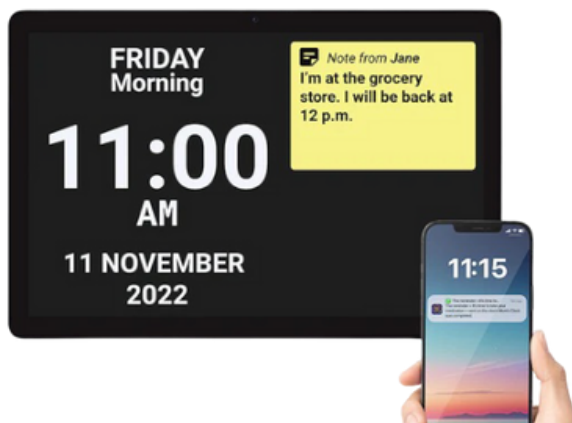 FRIDAY
Morning
11:00
AM
11 NOVEMBER
2022
Note from Jane
I'm at the grocery
store. I will be back at
12 p.m.
11:15